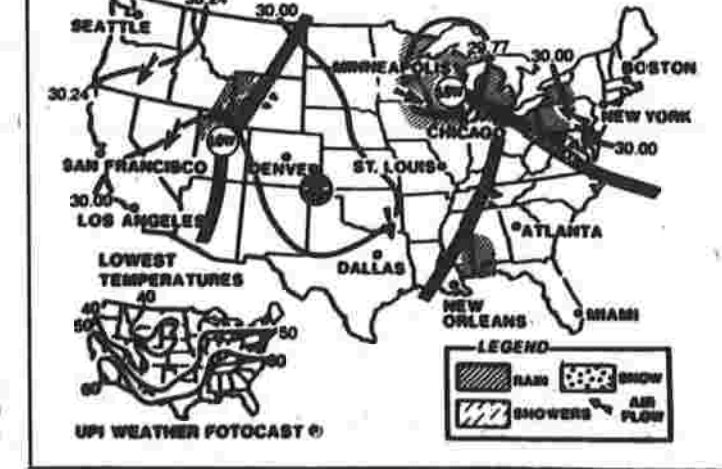 30.24
30.00
SEATTLE
29.77
30.00
MINNEAPOLIS
BOSTON
30.24
LOW
NEW YORK
CHICAGO
LOW
30.00
SAN FRANCISCO
DENVER
ST. LOUIS
30.00
LOS ANGELES
ATLANTA
LOWEST
TEMPERATURES
DALLAS
40
40
50
50
60
60
NEW
ORLEANS
MIAMI
LEGEND
RAIN
SNOW
SHOWERS
AIR
FLOW
UPI WEATHER FOTOCAST ®